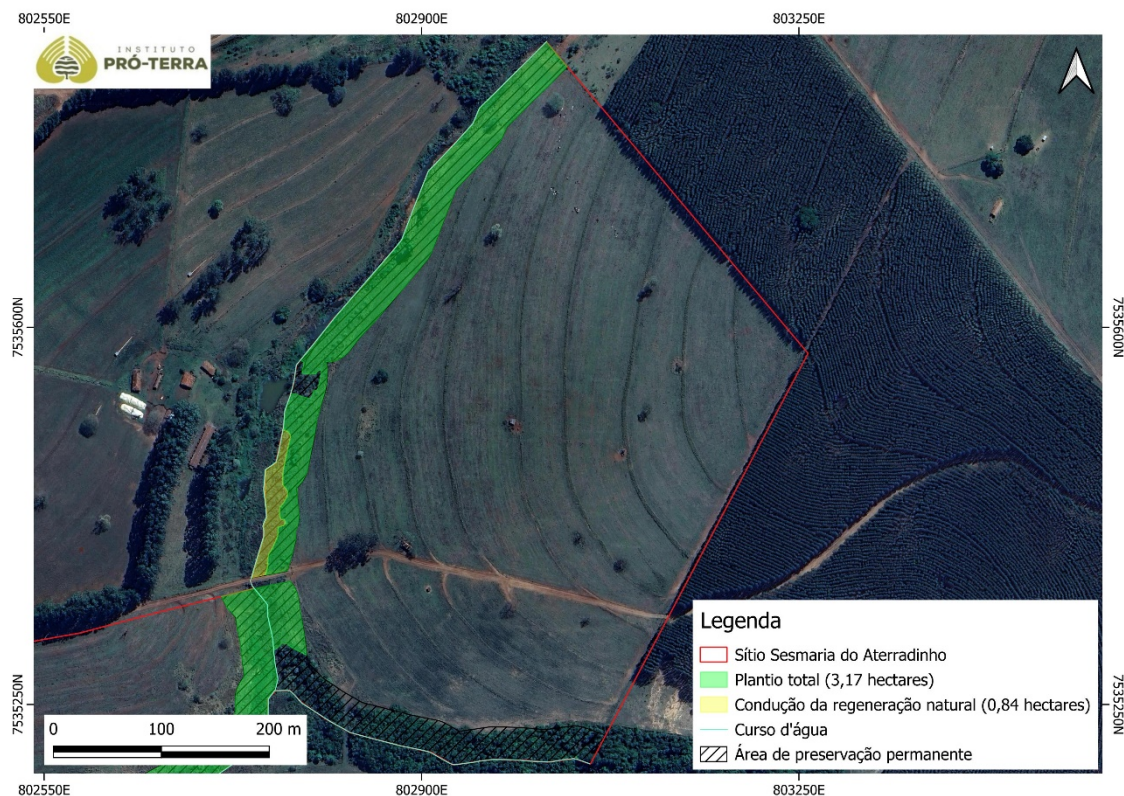 802550E
802900E
803250E
INSTITUTO
PRÓ-TERRA
7535600N
7535600N
7535250N
7535250N
Legenda
Sítio Sesmaria do Aterradinho
Plantio total (3,17 hectares)
Condução da regeneração natural (0,84 hectares)
Curso d'água
Área de preservação permanente
0
100
200 m
802550E
802900E
803250E